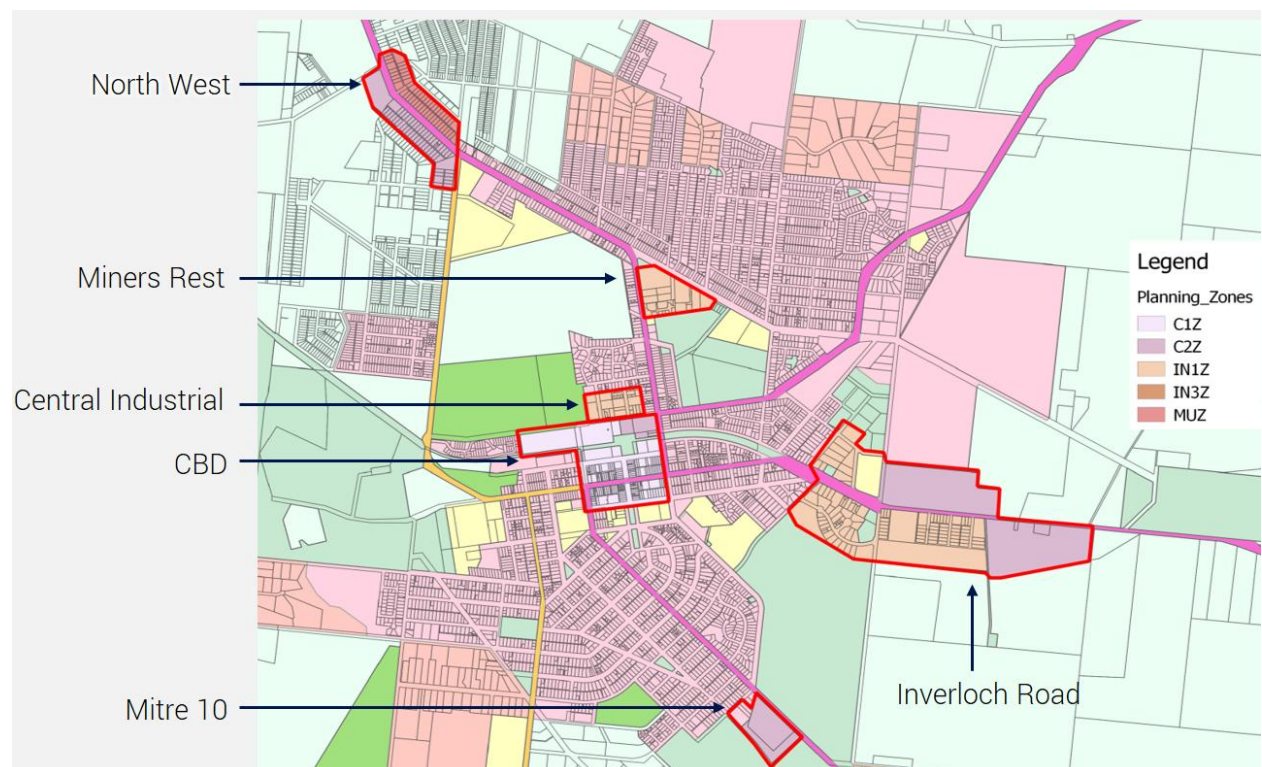 North West
Miners Rest
Central Industrial
CBD
Mitre 10
Inverloch Road
Legend
Planning_Zones
C1Z
C2Z
IN1Z
IN3Z
MUZ